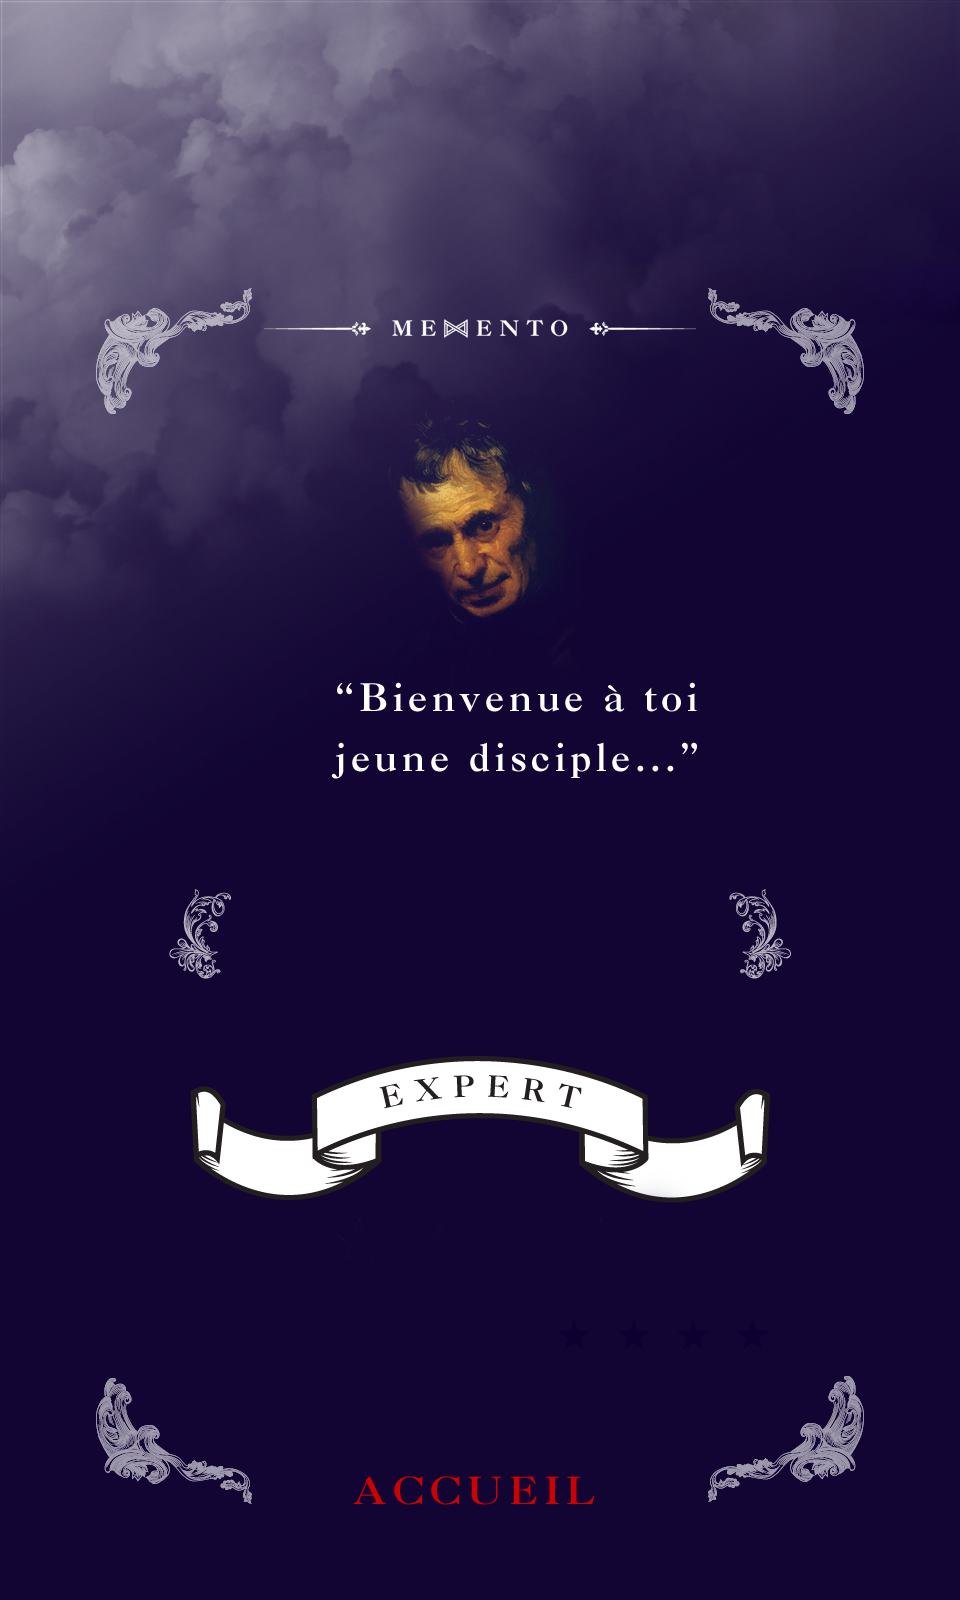 MEMENTO
“Bienvenue à toi
jeune disciple...”
EXPERT
ACCUEIL